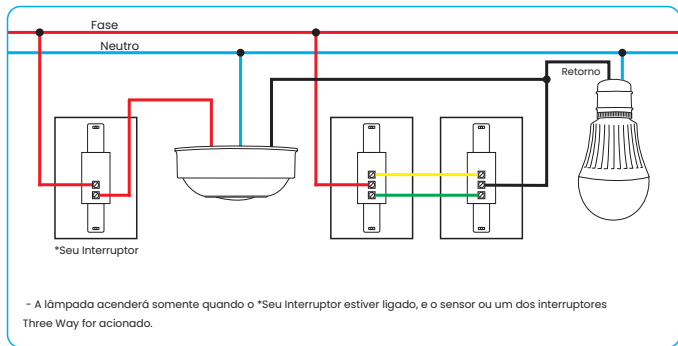 Fase
Neutro
Retorno
*Seu Interruptor
- A lâmpada acenderá somente quando o *Seu Interruptor estiver ligado, e o sensor ou um dos interruptores
Three Way for acionado.